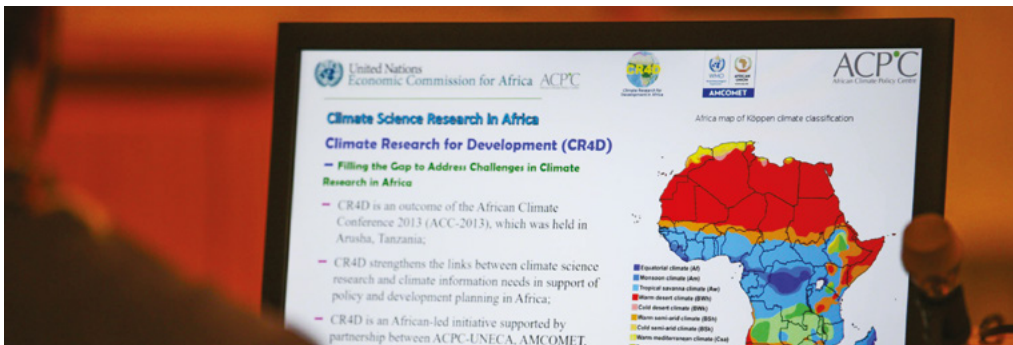 United Nations
Economic Commission for Africa ACPC
CR4D
Climate Research for
Development in Africa
WMO
AMCOMET
ACPC
African Climate Policy Centre
Climate Science Research in Africa
Climate Research for Development (CR4D)
– Filling the Gap to Address Challenges in Climate
Research in Africa
– CR4D is an outcome of the African Climate
Conference 2013 (ACC-2013), which was held in
Arusha, Tanzania;
– CR4D strengthens the links between climate science
research and climate information needs in support of
policy and development planning in Africa;
– CR4D is an African-led initiative supported by
partnership between ACPC-UNECA, AMCOMET,
Africa map of Köppen climate classification
Equatorial climate (Af)
Monsoon climate (Am)
Tropical savanna climate (Aw)
Warm desert climate (BWh)
Cold desert climate (BWk)
Warm semi-arid climate (BSh)
Cold semi-arid climate (BSk)
Warm mediterranean climate (Csa)